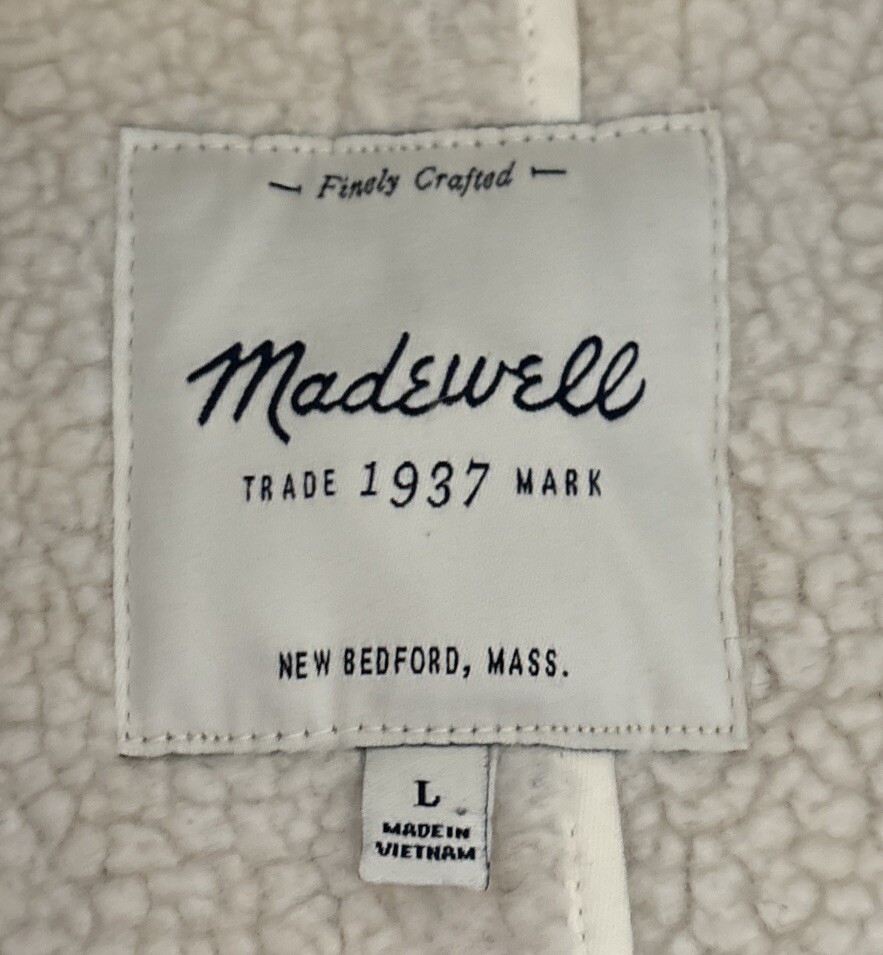 Finely Crafted
Madewell
TRADE 1937 MARK
NEW BEDFORD, MASS.
L
MADE IN
VIETNAM